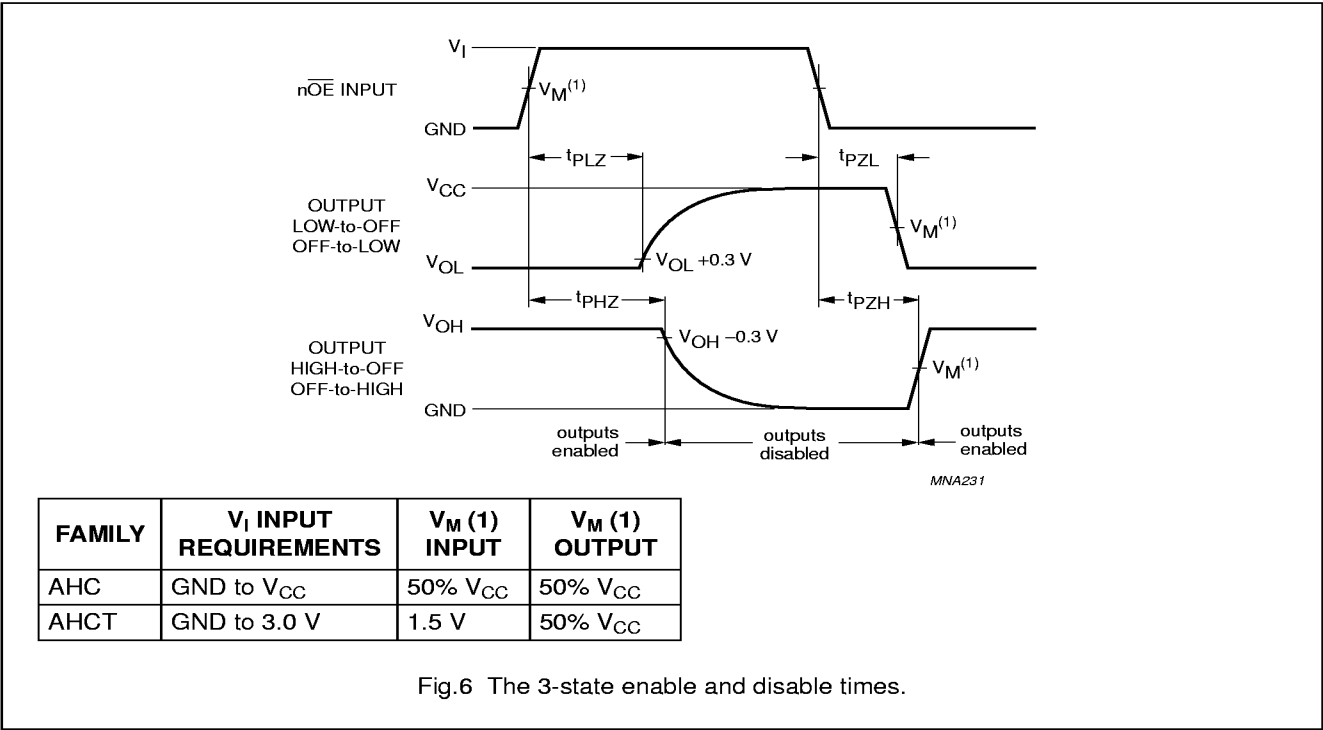 V_I
nOE INPUT
V_M(1)
GND
t_PLZ
t_PZL
V_CC
OUTPUT
LOW-to-OFF
OFF-to-LOW
V_M(1)
V_OL +0.3 V
V_OL
t_PHZ
t_PZH
V_OH
V_OH −0.3 V
OUTPUT
HIGH-to-OFF
OFF-to-HIGH
V_M(1)
GND
outputs
enabled
outputs
disabled
outputs
enabled
MNA231
FAMILY | V_I INPUT REQUIREMENTS | V_M (1) INPUT | V_M (1) OUTPUT
AHC | GND to V_CC | 50% V_CC | 50% V_CC
AHCT | GND to 3.0 V | 1.5 V | 50% V_CC
Fig.6 The 3-state enable and disable times.